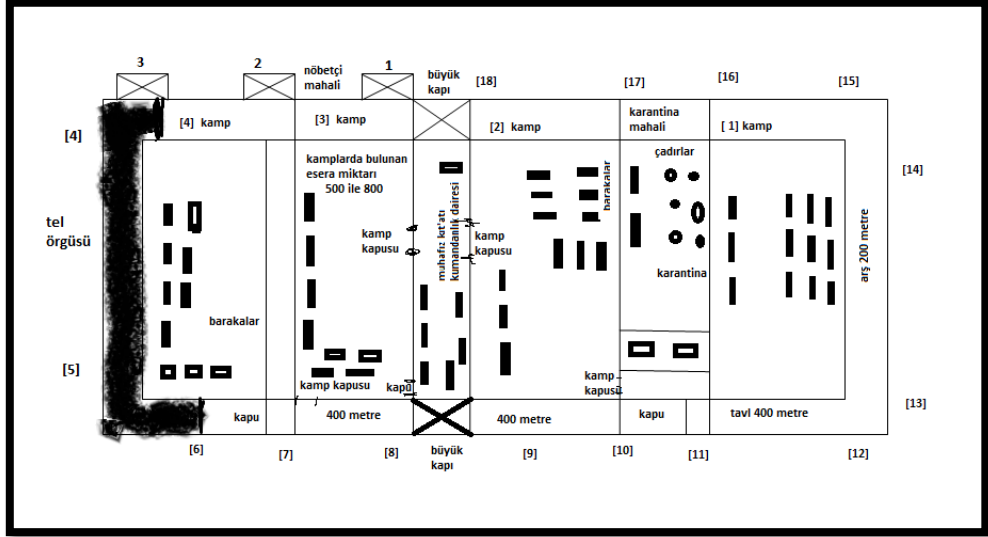 3
2
nöbetçi
mahali
1
büyük
kapı
[18]
[17]
[16]
[15]
[4]
[4] kamp
[3] kamp
[2] kamp
karantina
mahali
[ 1] kamp
kamplarda bulunan
esera miktarı
500 ile 800
çadırlar
[14]
tel
örgüsü
kamp
kapusu
muhafız kıt'atı
kumandanlık dairesi
kamp
kapusu
barakalar
karantina
arş 200 metre
barakalar
[5]
kamp kapusu
kapu
kamp
kapusu
kapu
400 metre
400 metre
kapu
tavl 400 metre
[13]
[6]
[7]
[8]
büyük
kapı
[9]
[10]
[11]
[12]